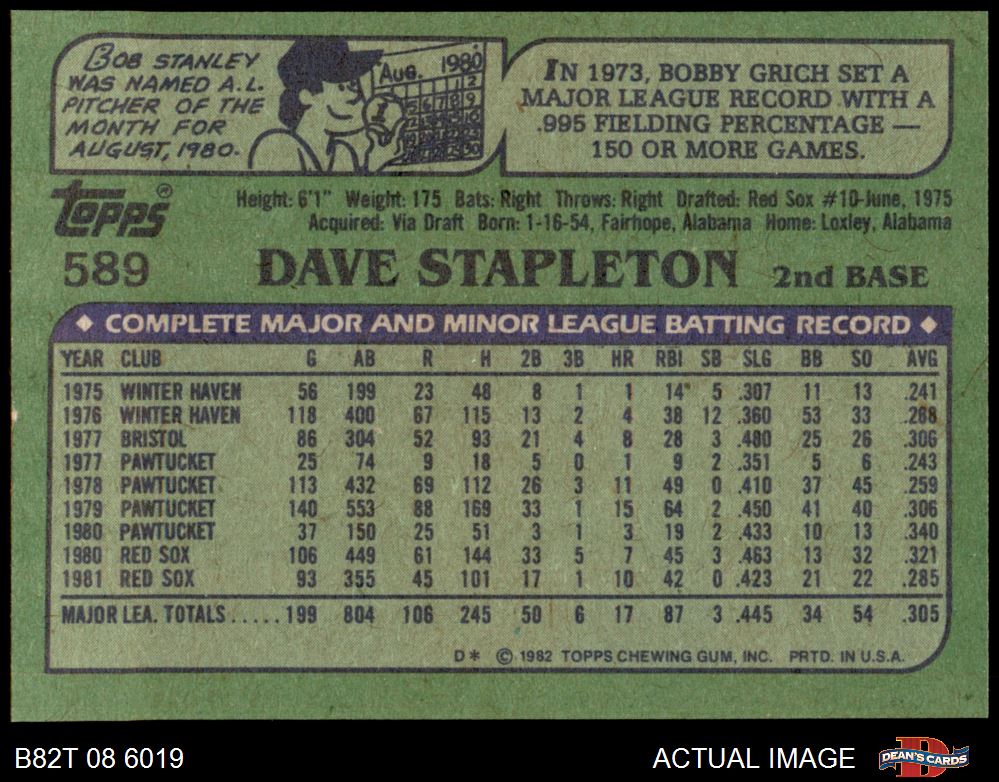 BOB STANLEY
WAS NAMED A.L.
PITCHER OF THE
MONTH FOR
AUGUST, 1980.
Aug. 1980
IN 1973, BOBBY GRICH SET A
MAJOR LEAGUE RECORD WITH A
.995 FIELDING PERCENTAGE —
150 OR MORE GAMES.
Topps®
Height: 6'1" Weight: 175 Bats: Right Throws: Right Drafted: Red Sox #10-June, 1975
Acquired: Via Draft Born: 1-16-54, Fairhope, Alabama Home: Loxley, Alabama
589 DAVE STAPLETON 2nd BASE
◆ COMPLETE MAJOR AND MINOR LEAGUE BATTING RECORD ◆
YEAR CLUB G AB R H 2B 3B HR RBI SB SLG BB SO AVG
1975 WINTER HAVEN 56 199 23 48 8 1 1 14 5 .307 11 13 .241
1976 WINTER HAVEN 118 400 67 115 13 2 4 38 12 .360 53 33 .288
1977 BRISTOL 86 304 52 93 21 4 8 28 3 .480 25 26 .306
1977 PAWTUCKET 25 74 9 18 5 0 1 9 2 .351 5 6 .243
1978 PAWTUCKET 113 432 69 112 26 3 11 49 0 .410 37 45 .259
1979 PAWTUCKET 140 553 88 169 33 1 15 64 2 .450 41 40 .306
1980 PAWTUCKET 37 150 25 51 3 1 3 19 2 .433 10 13 .340
1980 RED SOX 106 449 61 144 33 5 7 45 3 .463 13 32 .321
1981 RED SOX 93 355 45 101 17 1 10 42 0 .423 21 22 .285
MAJOR LEA. TOTALS.....199 804 106 245 50 6 17 87 3 .445 34 54 .305
D* © 1982 TOPPS CHEWING GUM, INC. PRTD. IN U.S.A.
B82T 08 6019
ACTUAL IMAGE
DEAN'S CARDS